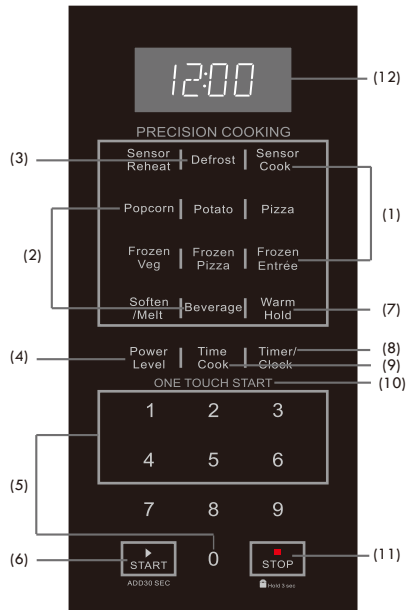 12:00
(12)
PRECISION COOKING
(3)
Sensor Reheat
Defrost
Sensor Cook
(1)
Popcorn
Potato
Pizza
(2)
Frozen Veg
Frozen Pizza
Frozen Entrée
Soften /Melt
Beverage
Warm Hold
(7)
(4)
Power Level
Time Cook
Timer/ Clock
(8)
(9)
ONE TOUCH START
(10)
1 2 3
4 5 6
(5)
7 8 9
(6)
START
0
STOP
(11)
ADD30 SEC
Hold 3 sec